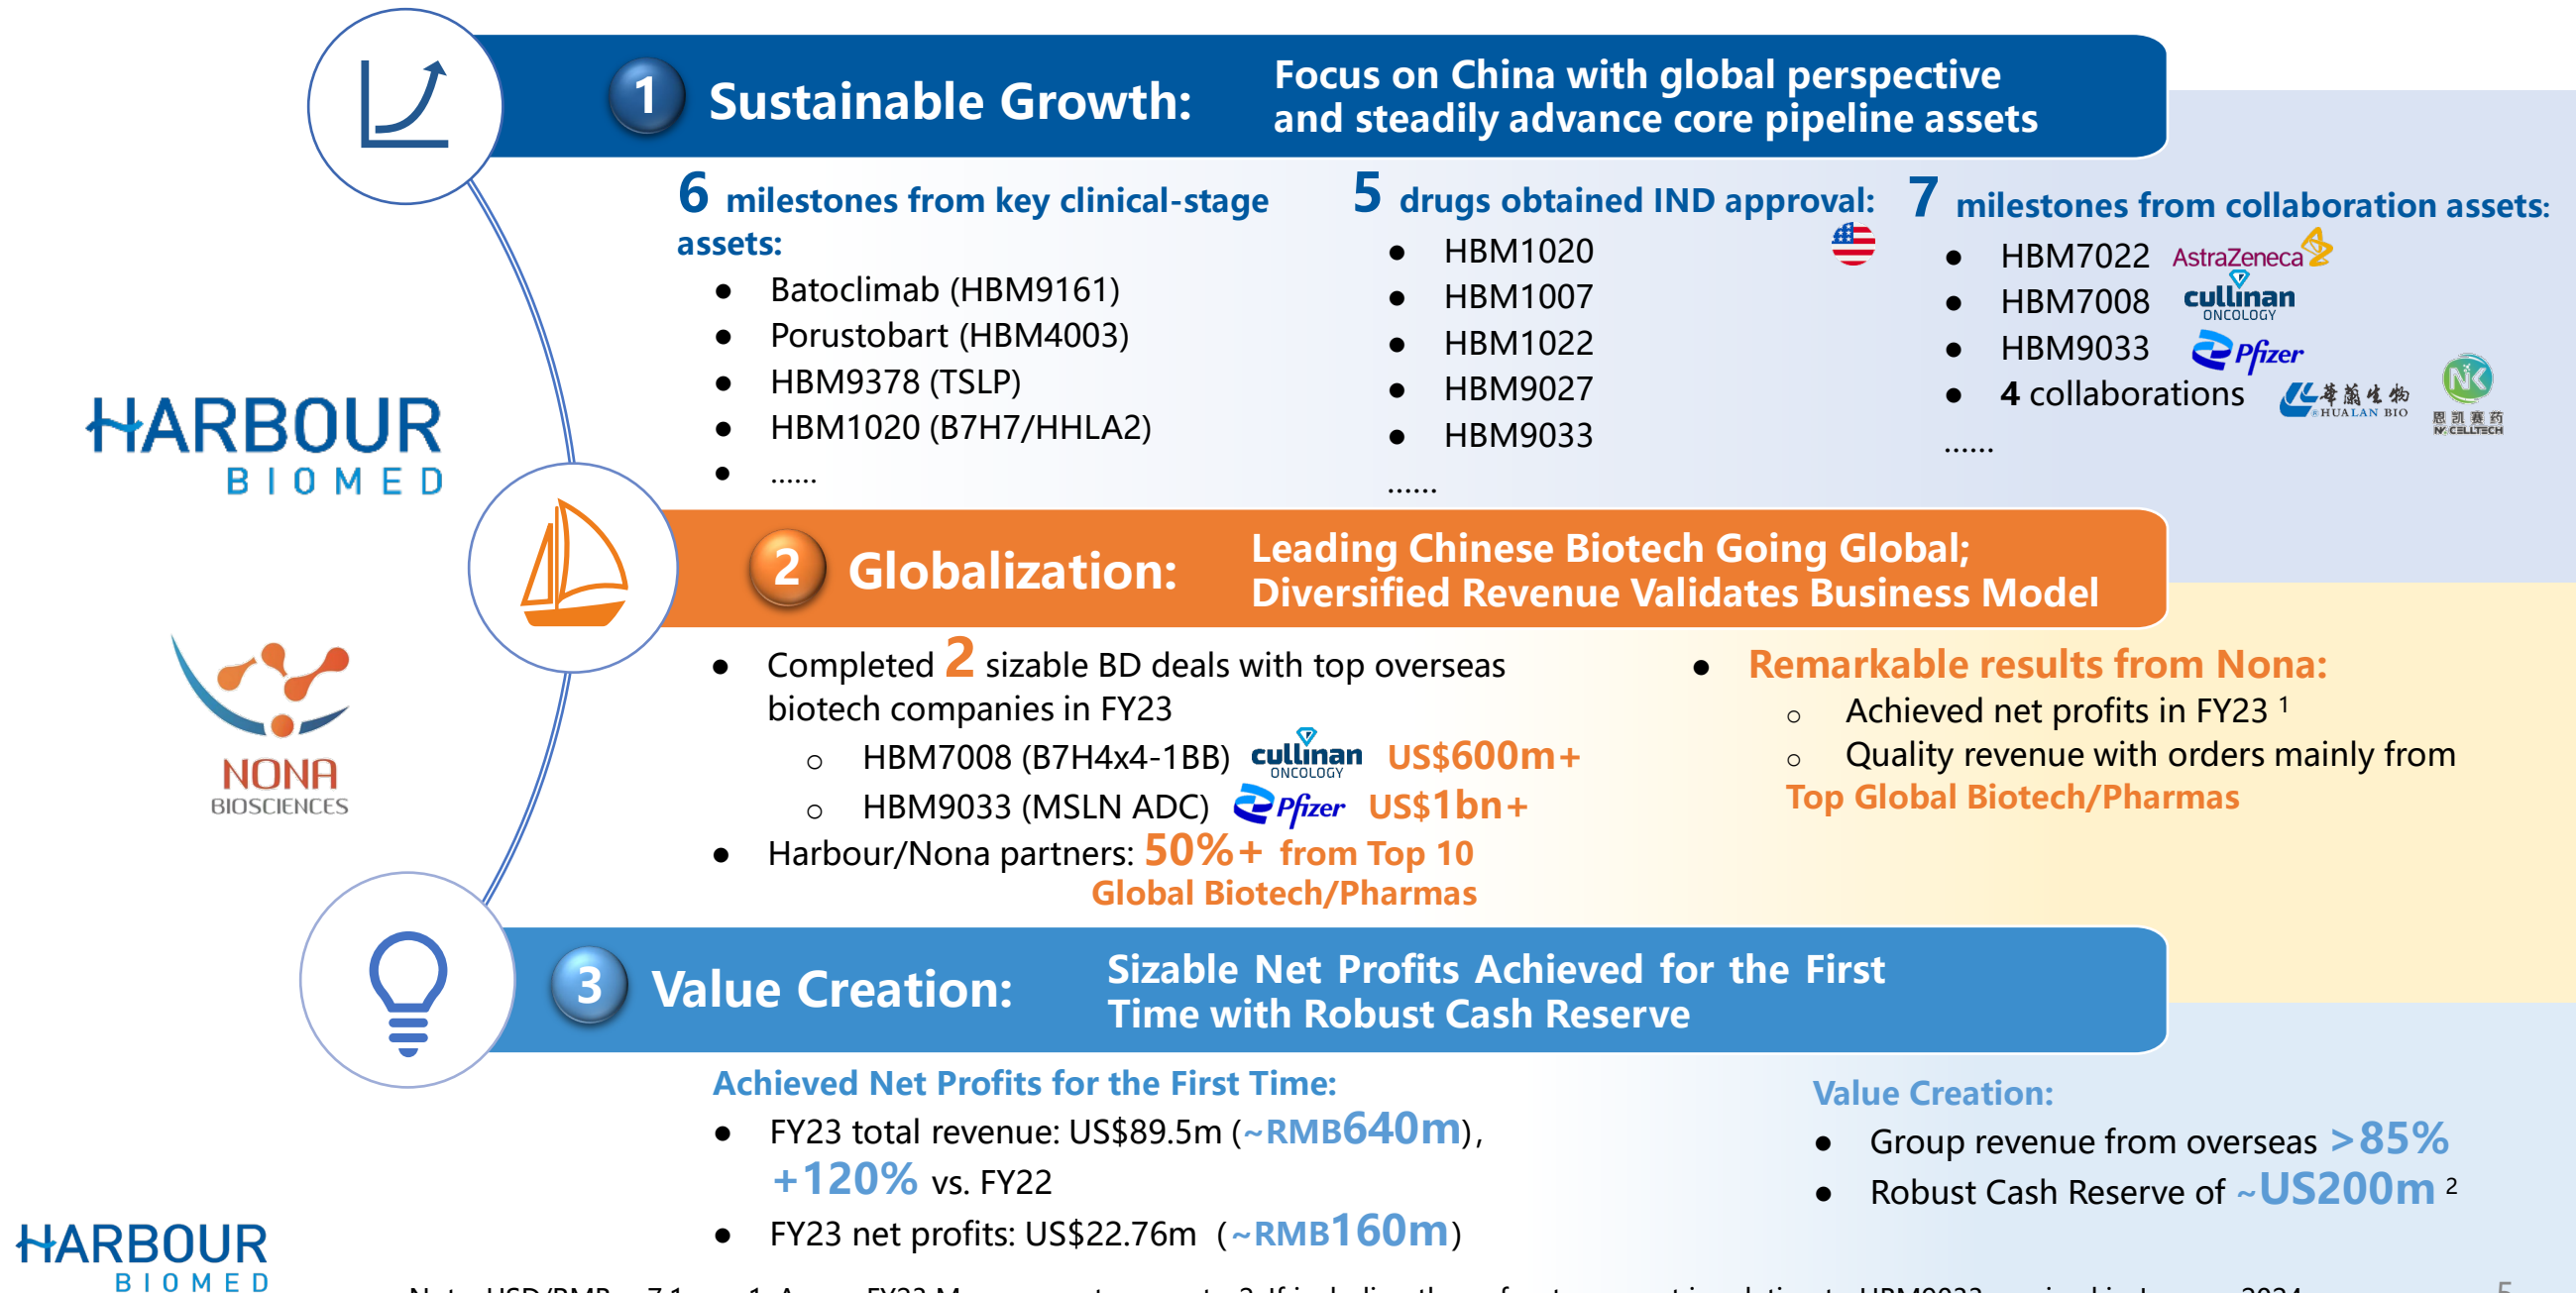 1 Sustainable Growth:
Focus on China with global perspective
and steadily advance core pipeline assets
6 milestones from key clinical-stage
assets:
● Batoclimab (HBM9161)
● Porustobart (HBM4003)
● HBM9378 (TSLP)
● HBM1020 (B7H7/HHLA2)
● ......
5 drugs obtained IND approval:
● HBM1020
● HBM1007
● HBM1022
● HBM9027
● HBM9033
......
7 milestones from collaboration assets:
● HBM7022 AstraZeneca
● HBM7008 cullinan
ONCOLOGY
● HBM9033 Pfizer
● 4 collaborations 華蘭生物
HUALAN BIO
NK
恩凯赛药
NK CELLTECH
......
HARBOUR
BIOMED
2 Globalization:
Leading Chinese Biotech Going Global;
Diversified Revenue Validates Business Model
● Completed 2 sizable BD deals with top overseas
biotech companies in FY23
○ HBM7008 (B7H4x4-1BB) cullinan US$600m+
ONCOLOGY
○ HBM9033 (MSLN ADC) Pfizer US$1bn+
● Harbour/Nona partners: 50%+ from Top 10
Global Biotech/Pharmas
● Remarkable results from Nona:
○ Achieved net profits in FY23 1
○ Quality revenue with orders mainly from
Top Global Biotech/Pharmas
NONA
BIOSCIENCES
3 Value Creation:
Sizable Net Profits Achieved for the First
Time with Robust Cash Reserve
Achieved Net Profits for the First Time:
● FY23 total revenue: US$89.5m (~RMB640m),
+120% vs. FY22
● FY23 net profits: US$22.76m (~RMB160m)
Value Creation:
● Group revenue from overseas >85%
● Robust Cash Reserve of ~US200m 2
HARBOUR
BIOMED